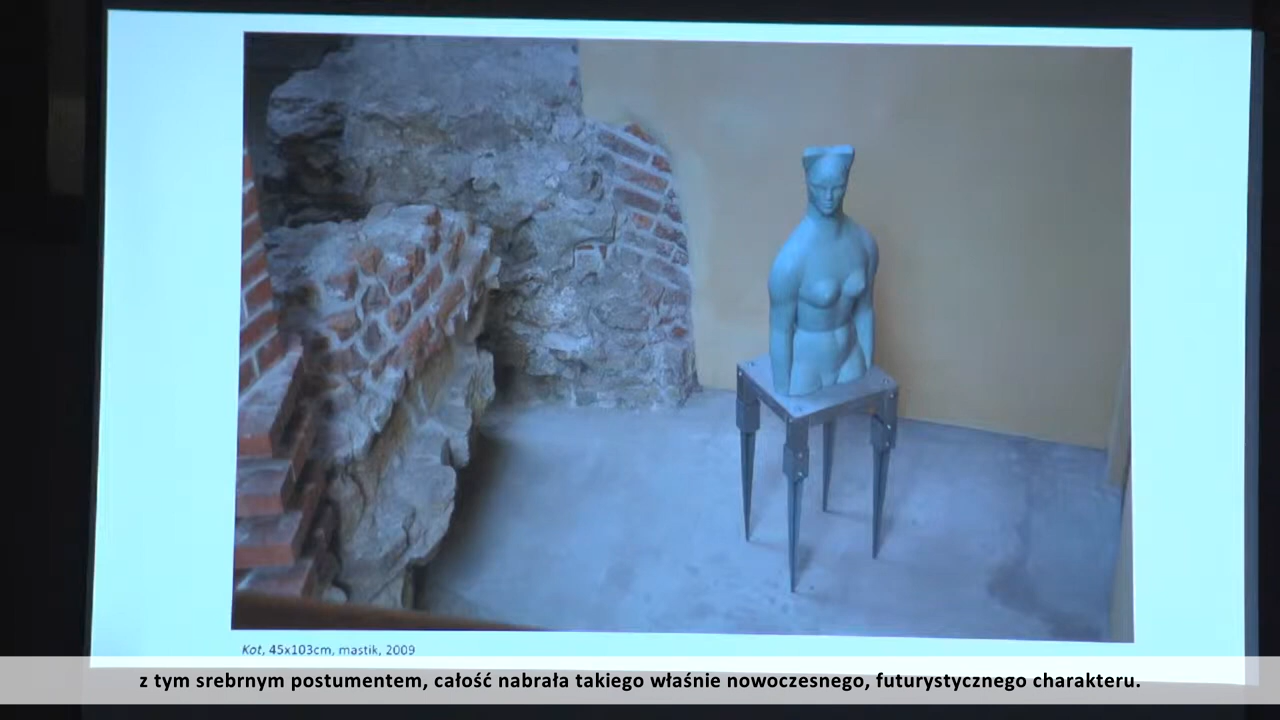 Kot, 45x103cm, mastik, 2009
z tym srebrnym postumentem, całość nabrała takiego właśnie nowoczesnego, futurystycznego charakteru.